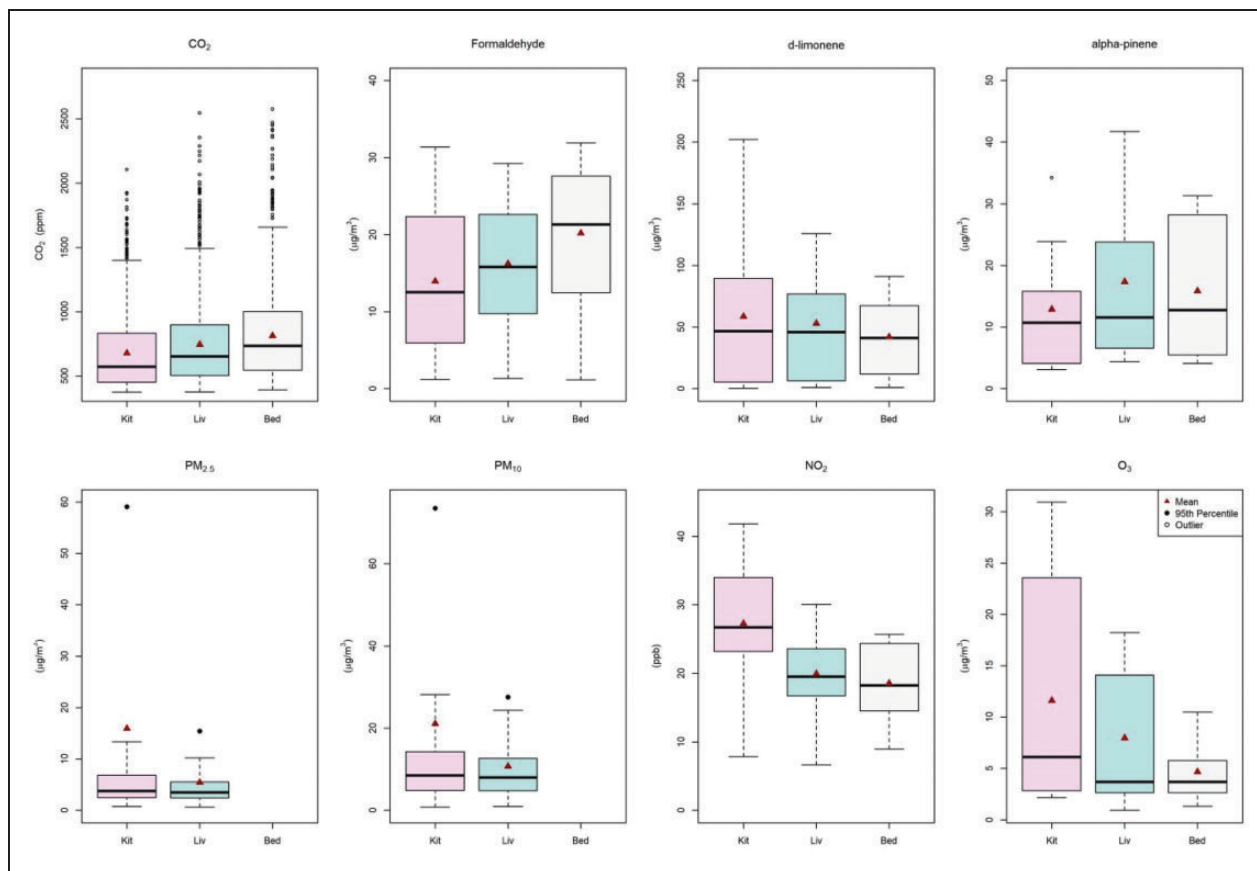 CO₂
Formaldehyde
d-limonene
alpha-pinene
CO₂ (ppm)
500
1000
1500
2000
2500
Kit Liv Bed
(µg/m³)
0
10
20
30
40
Kit Liv Bed
(µg/m³)
0
50
100
150
200
250
Kit Liv Bed
(µg/m³)
0
10
20
30
40
50
Kit Liv Bed
PM₂.₅
PM₁₀
NO₂
O₃
(µg/m³)
0
10
20
30
40
50
60
Kit Liv Bed
(µg/m³)
0
20
40
60
Kit Liv Bed
(ppb)
0
10
20
30
40
Kit Liv Bed
(µg/m³)
0
5
10
15
20
25
30
Mean
95th Percentile
Outlier
Kit Liv Bed